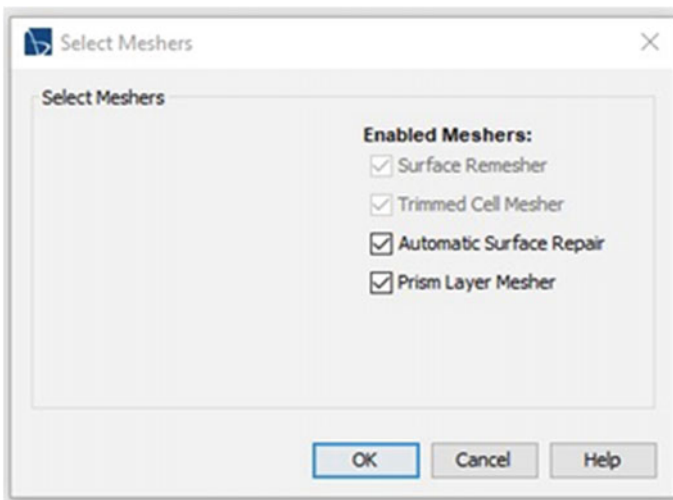 Select Meshers
Select Meshers
Enabled Meshers:
Surface Remesher
Trimmed Cell Mesher
Automatic Surface Repair
Prism Layer Mesher
OK Cancel Help